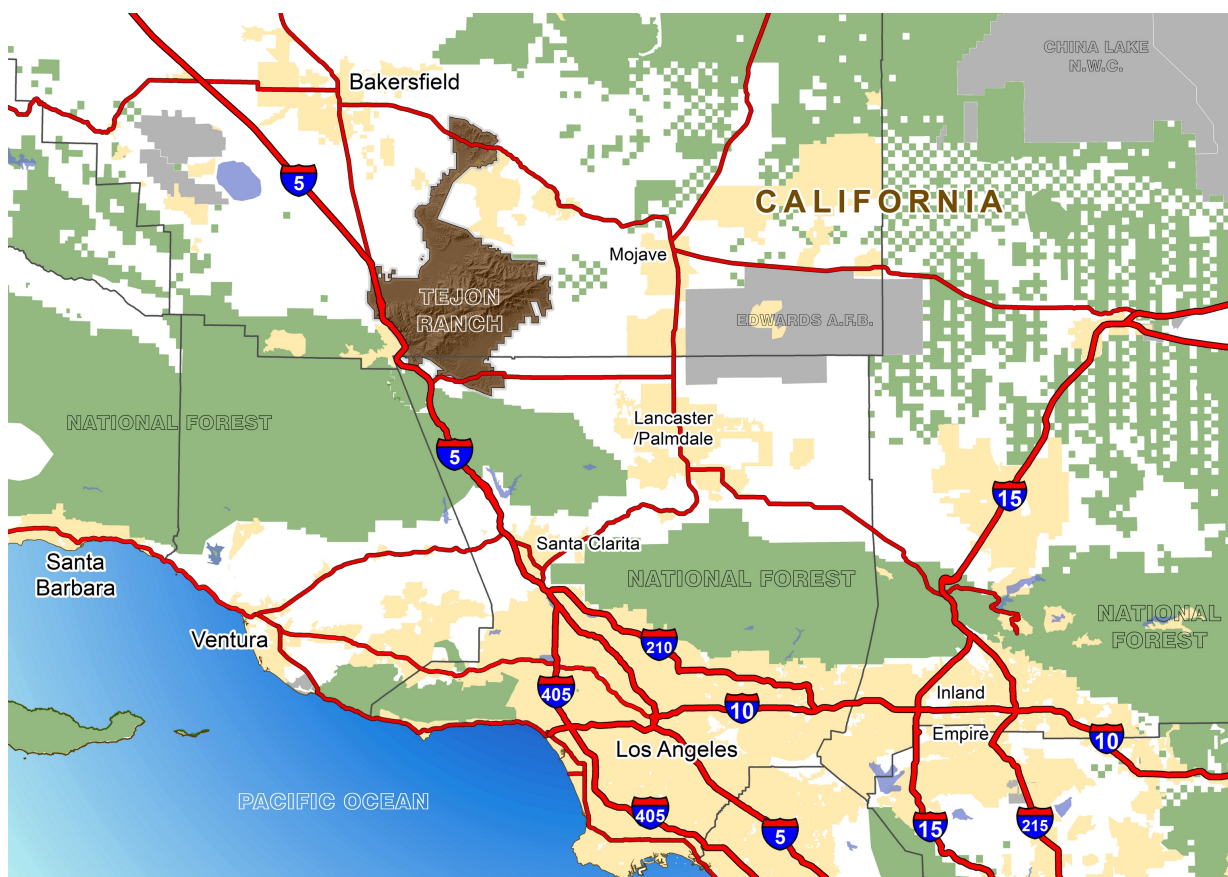 CHINA LAKE
N.W.C.
Bakersfield
5
CALIFORNIA
Mojave
TEJON
RANCH
EDWARDS A.F.B.
NATIONAL FOREST
Lancaster
/Palmdale
5
15
Santa Clarita
Santa
Barbara
NATIONAL FOREST
NATIONAL
FOREST
Ventura
210
405
10
Inland
Empire
10
Los Angeles
PACIFIC OCEAN
405
5
15
215